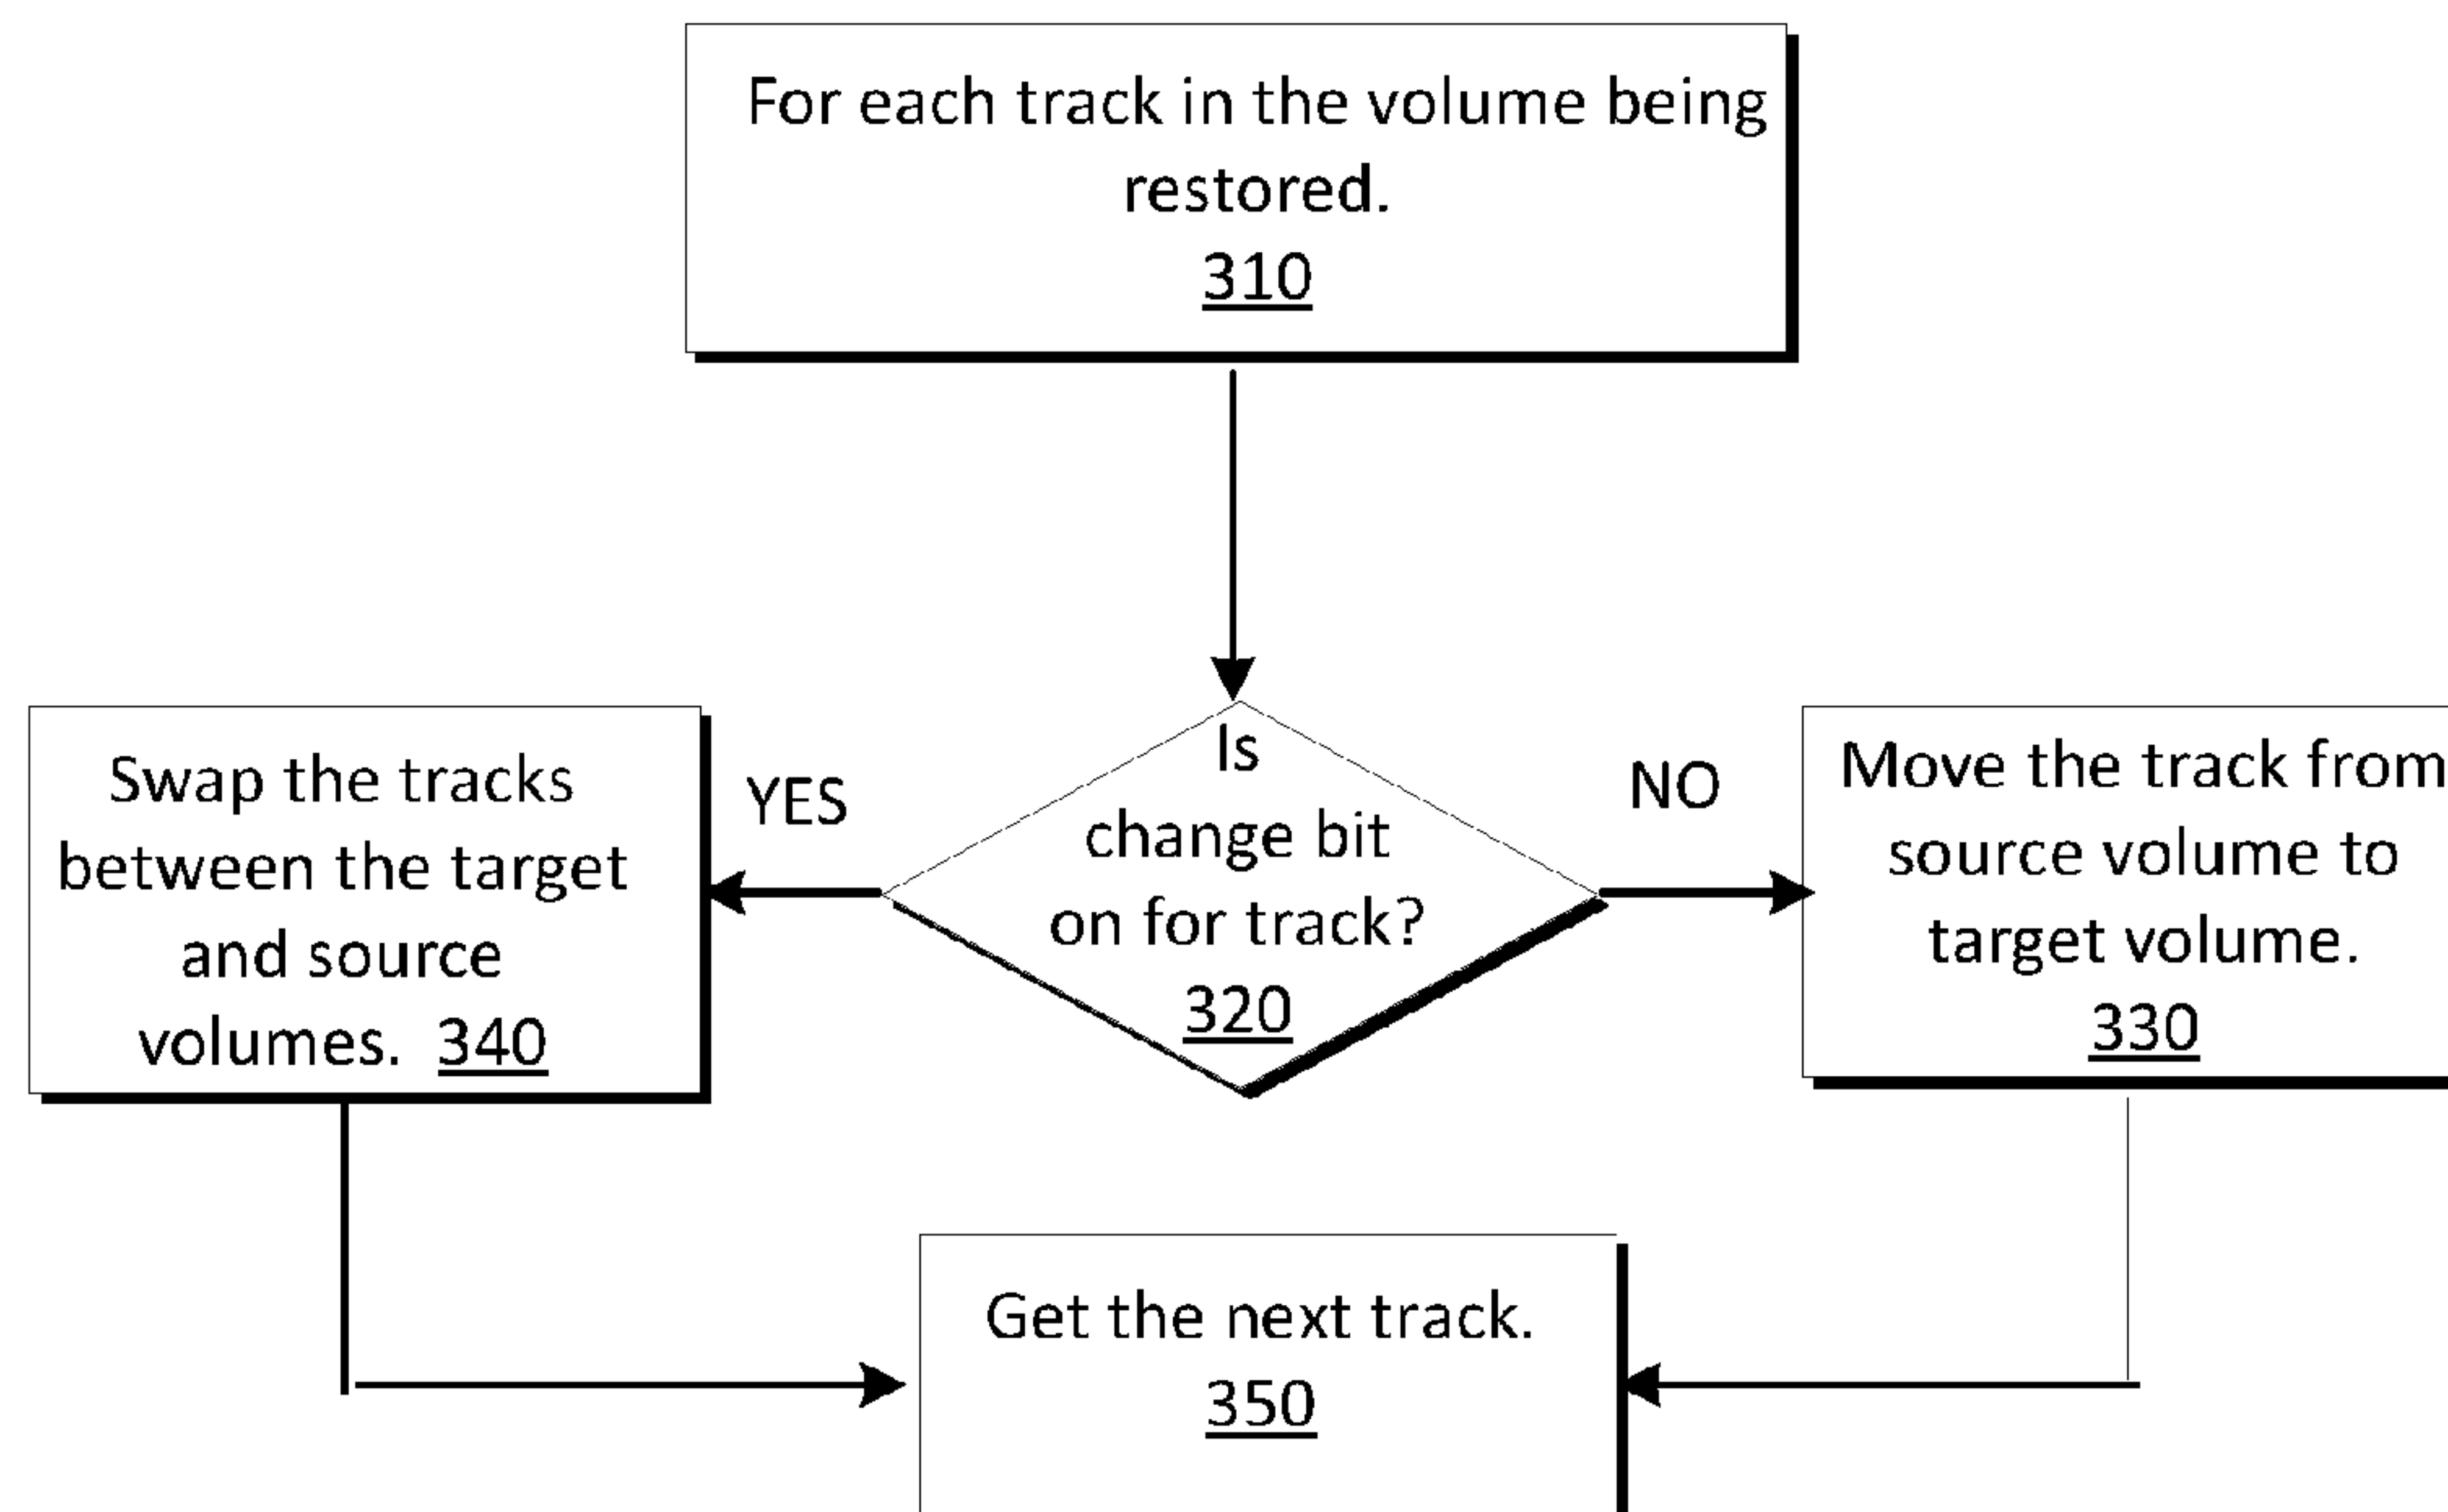 For each track in the volume being
restored.
310
Is
change bit
on for track?
320
YES
NO
Swap the tracks
between the target
and source
volumes. 340
Move the track from
source volume to
target volume.
330
Get the next track.
350